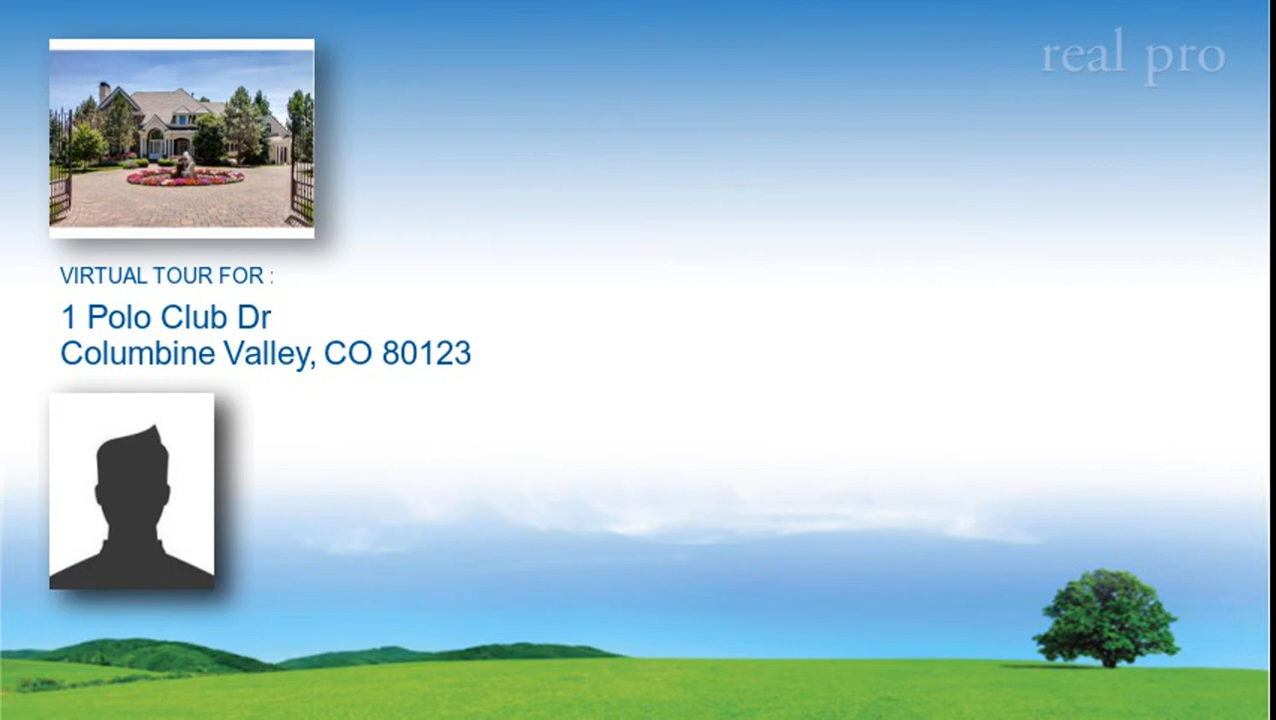 real pro
VIRTUAL TOUR FOR :
1 Polo Club Dr
Columbine Valley, CO 80123